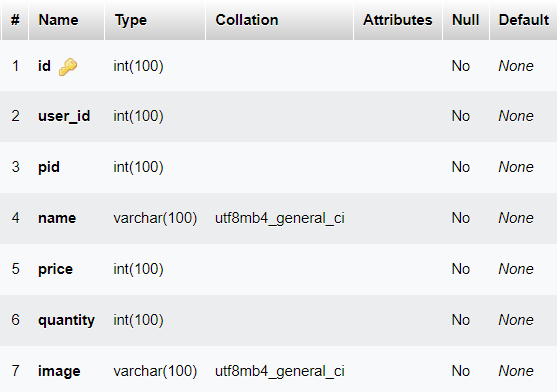 # Name Type Collation Attributes Null Default
1 id int(100) No None
2 user_id int(100) No None
3 pid int(100) No None
4 name varchar(100) utf8mb4_general_ci No None
5 price int(100) No None
6 quantity int(100) No None
7 image varchar(100) utf8mb4_general_ci No None